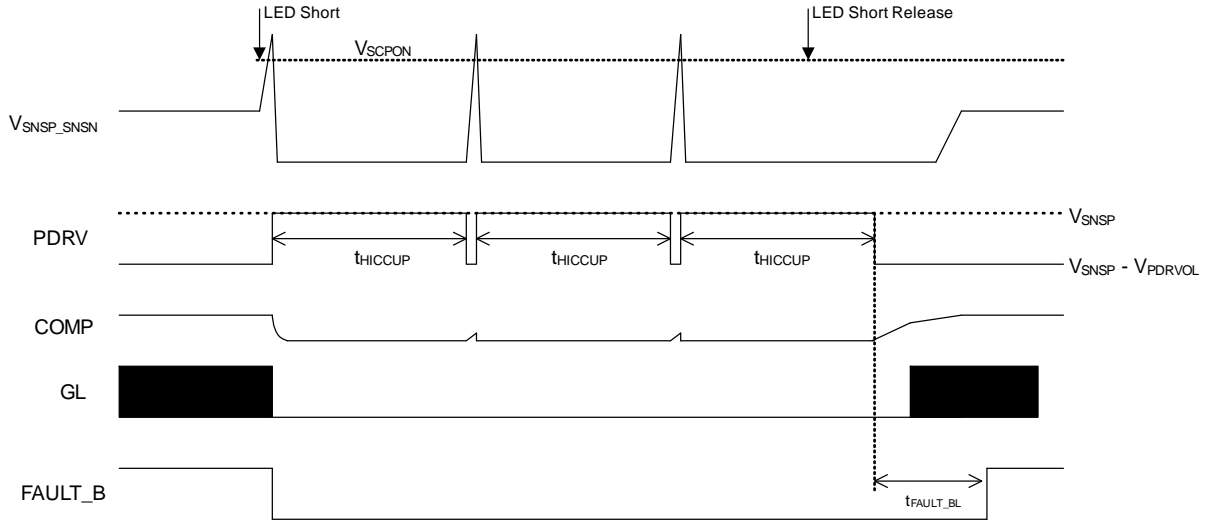 LED Short
LED Short Release
VSCPON
VSNSP_SNSN
VSNSP
PDRV
tHICCUP
tHICCUP
tHICCUP
VSNSP - VPDRVOL
COMP
GL
FAULT_B
tFAULT_BL